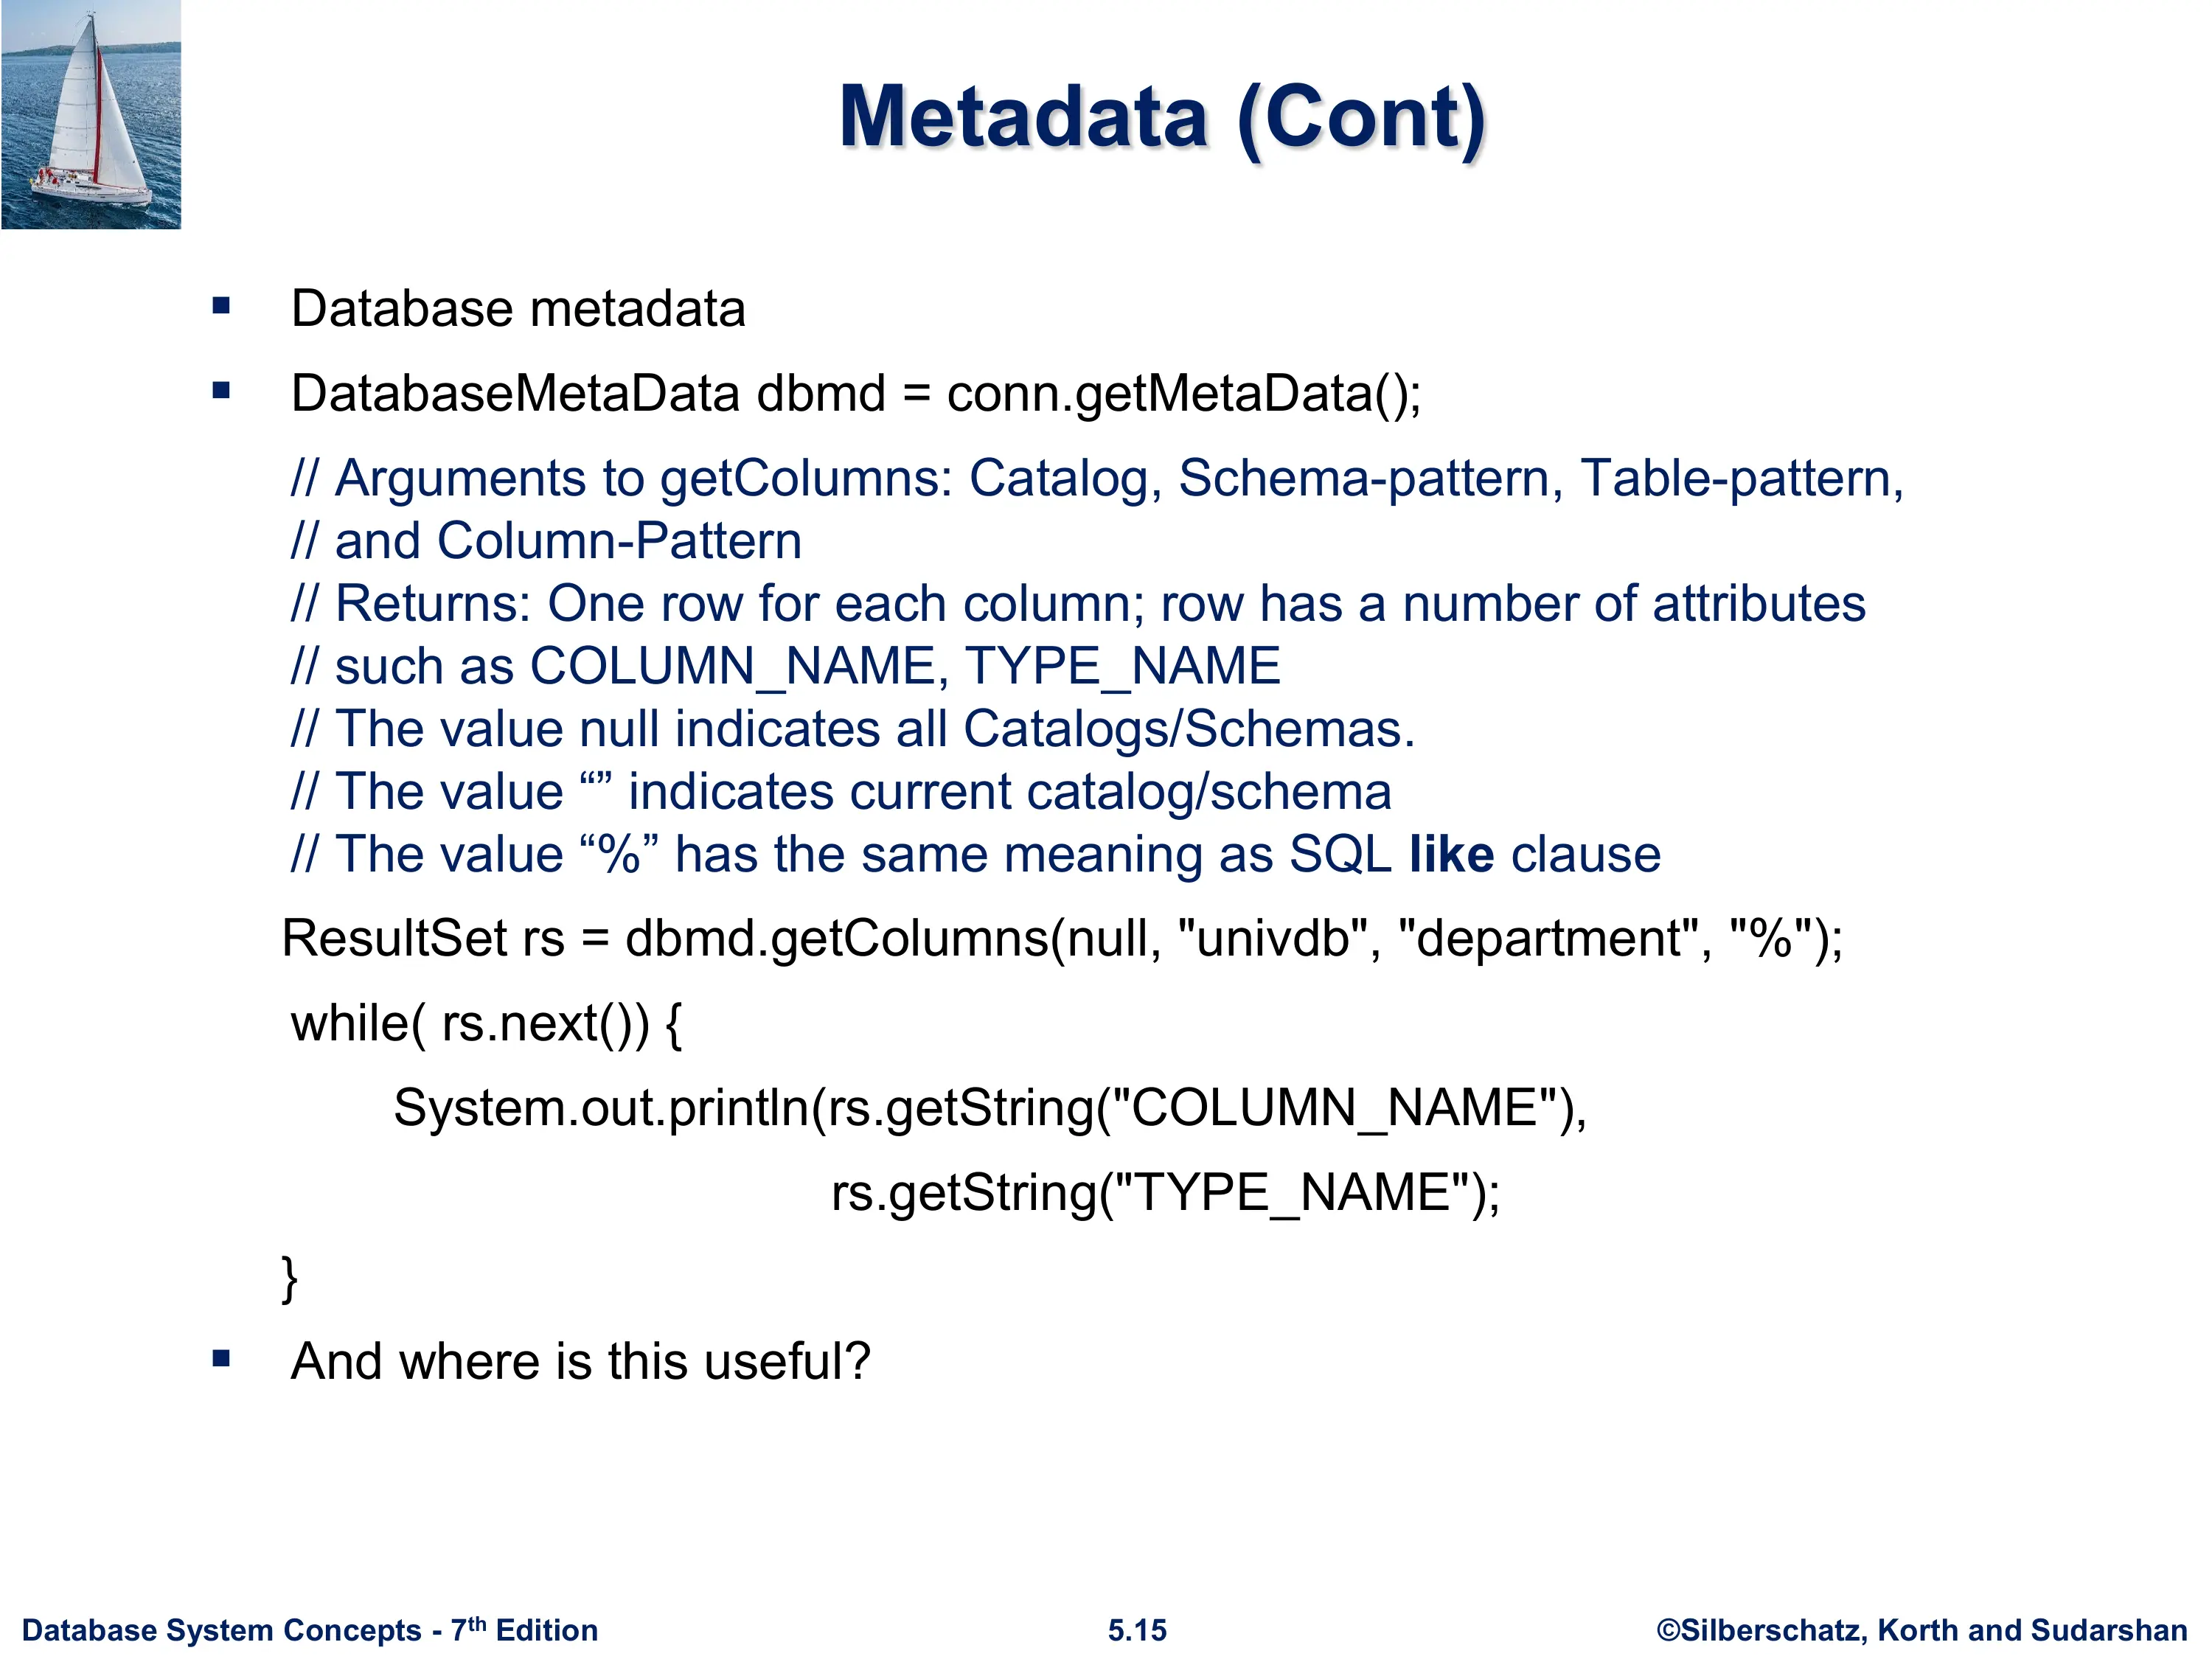 Metadata (Cont)
▪ Database metadata
▪ DatabaseMetaData dbmd = conn.getMetaData();
// Arguments to getColumns: Catalog, Schema-pattern, Table-pattern,
// and Column-Pattern
// Returns: One row for each column; row has a number of attributes
// such as COLUMN_NAME, TYPE_NAME
// The value null indicates all Catalogs/Schemas.
// The value “” indicates current catalog/schema
// The value “%” has the same meaning as SQL like clause
ResultSet rs = dbmd.getColumns(null, "univdb", "department", "%");
while( rs.next()) {
System.out.println(rs.getString("COLUMN_NAME"),
rs.getString("TYPE_NAME");
}
▪ And where is this useful?
Database System Concepts - 7th Edition 5.15 ©Silberschatz, Korth and Sudarshan